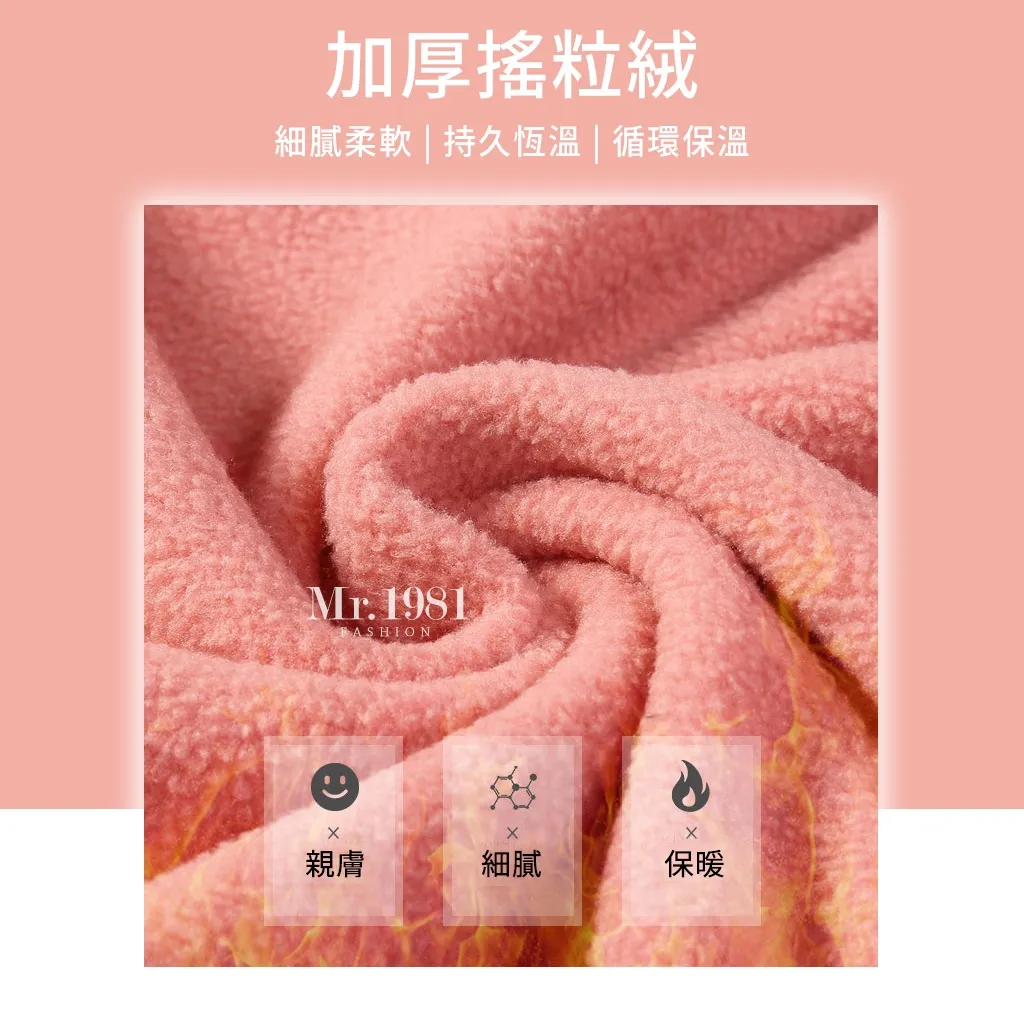 加厚搖粒絨
細膩柔軟 | 持久恆溫 | 循環保溫
Mr.1981
FASHION
×
親膚
×
細膩
×
保暖